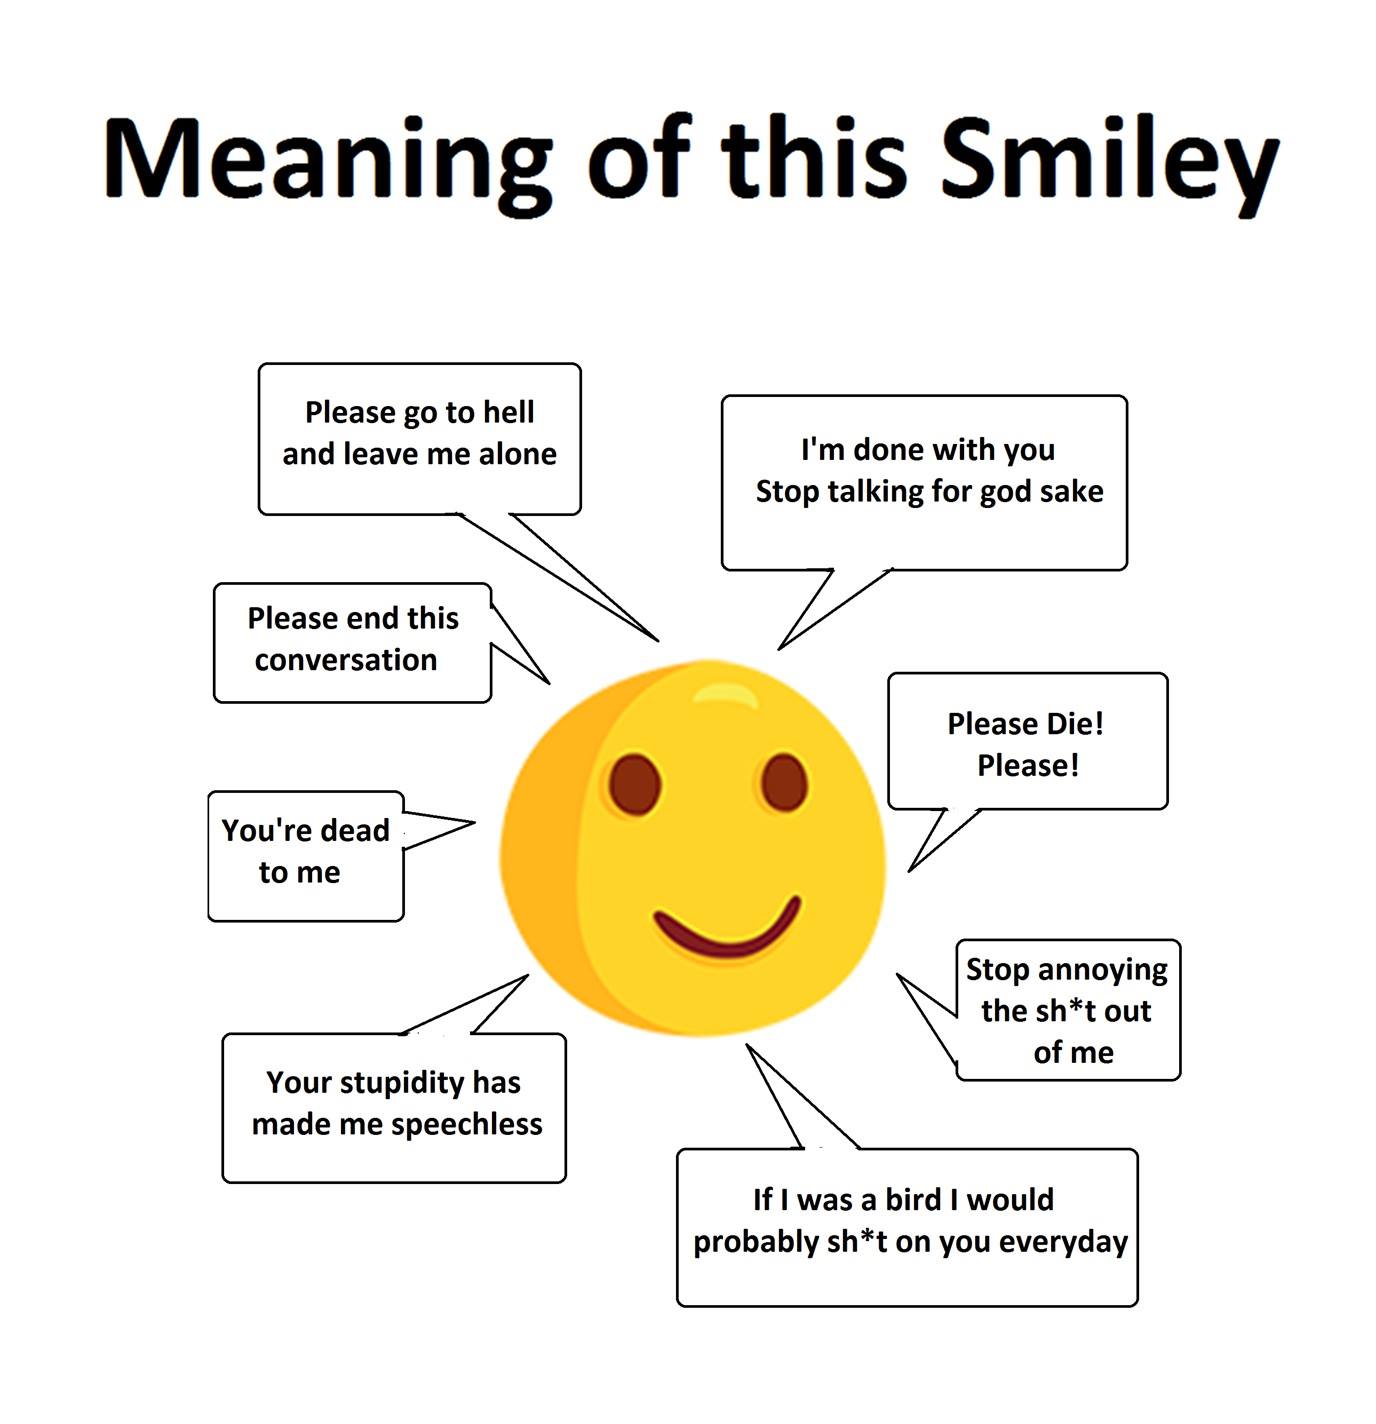 Meaning of this Smiley
Please go to hell
and leave me alone
I'm done with you
Stop talking for god sake
Please end this
conversation
Please Die!
Please!
You're dead
to me
Stop annoying
the sh*t out
of me
Your stupidity has
made me speechless
If I was a bird I would
probably sh*t on you everyday